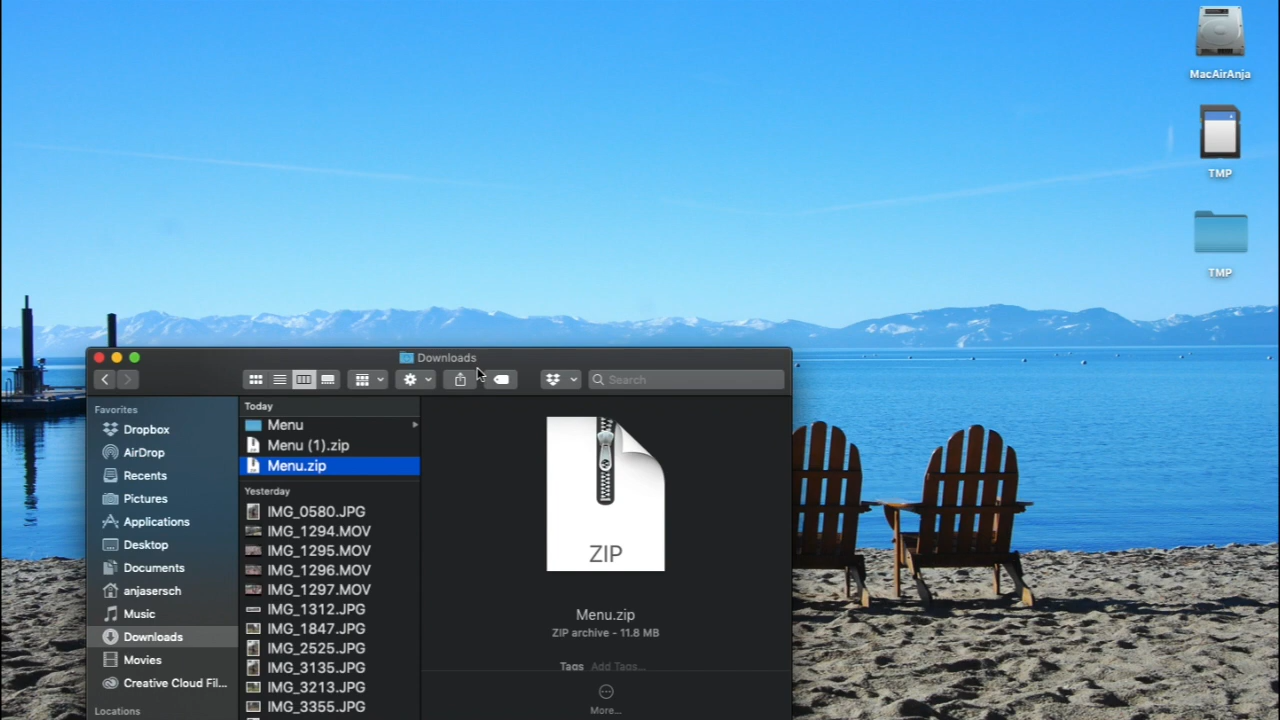 MacAirAnja
TMP
TMP
Downloads
Search
Favorites
Dropbox
AirDrop
Recents
Pictures
Applications
Desktop
Documents
anjasersch
Music
Downloads
Movies
Creative Cloud Fil...
Locations
Today
Menu
Menu (1).zip
Menu.zip
Yesterday
IMG_0580.JPG
IMG_1294.MOV
IMG_1295.MOV
IMG_1296.MOV
IMG_1297.MOV
IMG_1312.JPG
IMG_1847.JPG
IMG_2525.JPG
IMG_3135.JPG
IMG_3213.JPG
IMG_3355.JPG
ZIP
Menu.zip
ZIP archive - 11.8 MB
Tags Add Tags...
More...